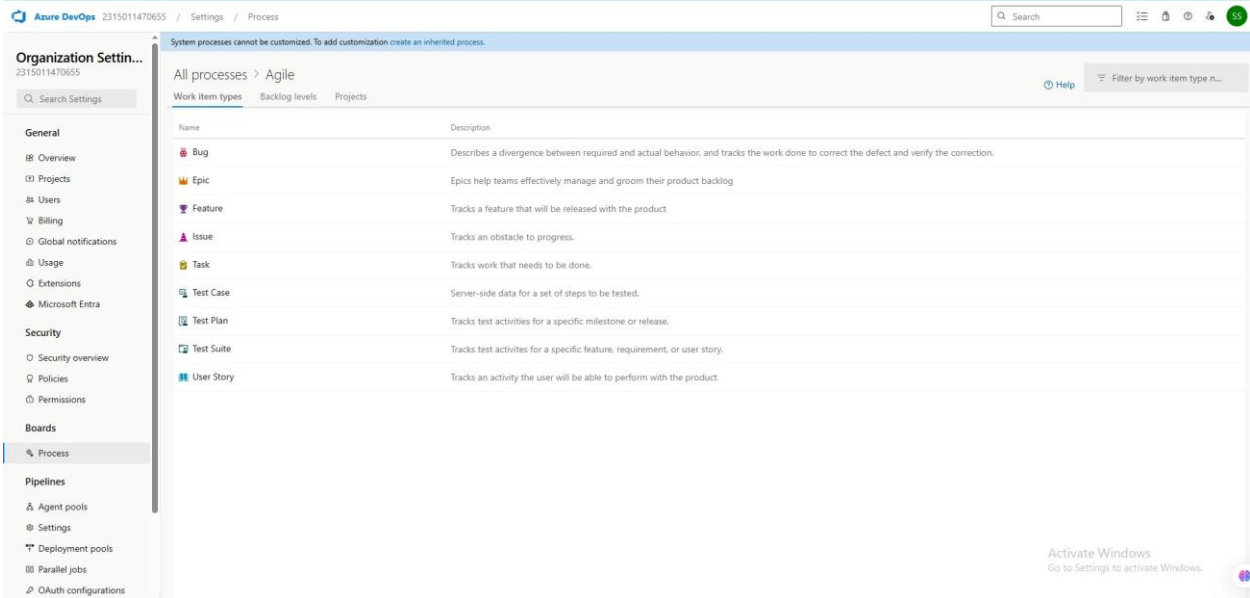 Azure DevOps 2315011470655 / Settings / Process
Search
SS
Organization Settin...
2315011470655
Search Settings
General
Overview
Projects
Users
Billing
Global notifications
Usage
Extensions
Microsoft Entra
Security
Security overview
Policies
Permissions
Boards
Process
Pipelines
Agent pools
Settings
Deployment pools
Parallel jobs
OAuth configurations
System processes cannot be customized. To add customization create an inherited process.
All processes > Agile
Help
Filter by work item type n...
Work item types Backlog levels Projects
Name Description
Bug Describes a divergence between required and actual behavior, and tracks the work done to correct the defect and verify the correction.
Epic Epics help teams effectively manage and groom their product backlog
Feature Tracks a feature that will be released with the product
Issue Tracks an obstacle to progress.
Task Tracks work that needs to be done.
Test Case Server-side data for a set of steps to be tested.
Test Plan Tracks test activities for a specific milestone or release.
Test Suite Tracks test activites for a specific feature, requirement, or user story.
User Story Tracks an activity the user will be able to perform with the product
Activate Windows
Go to Settings to activate Windows.